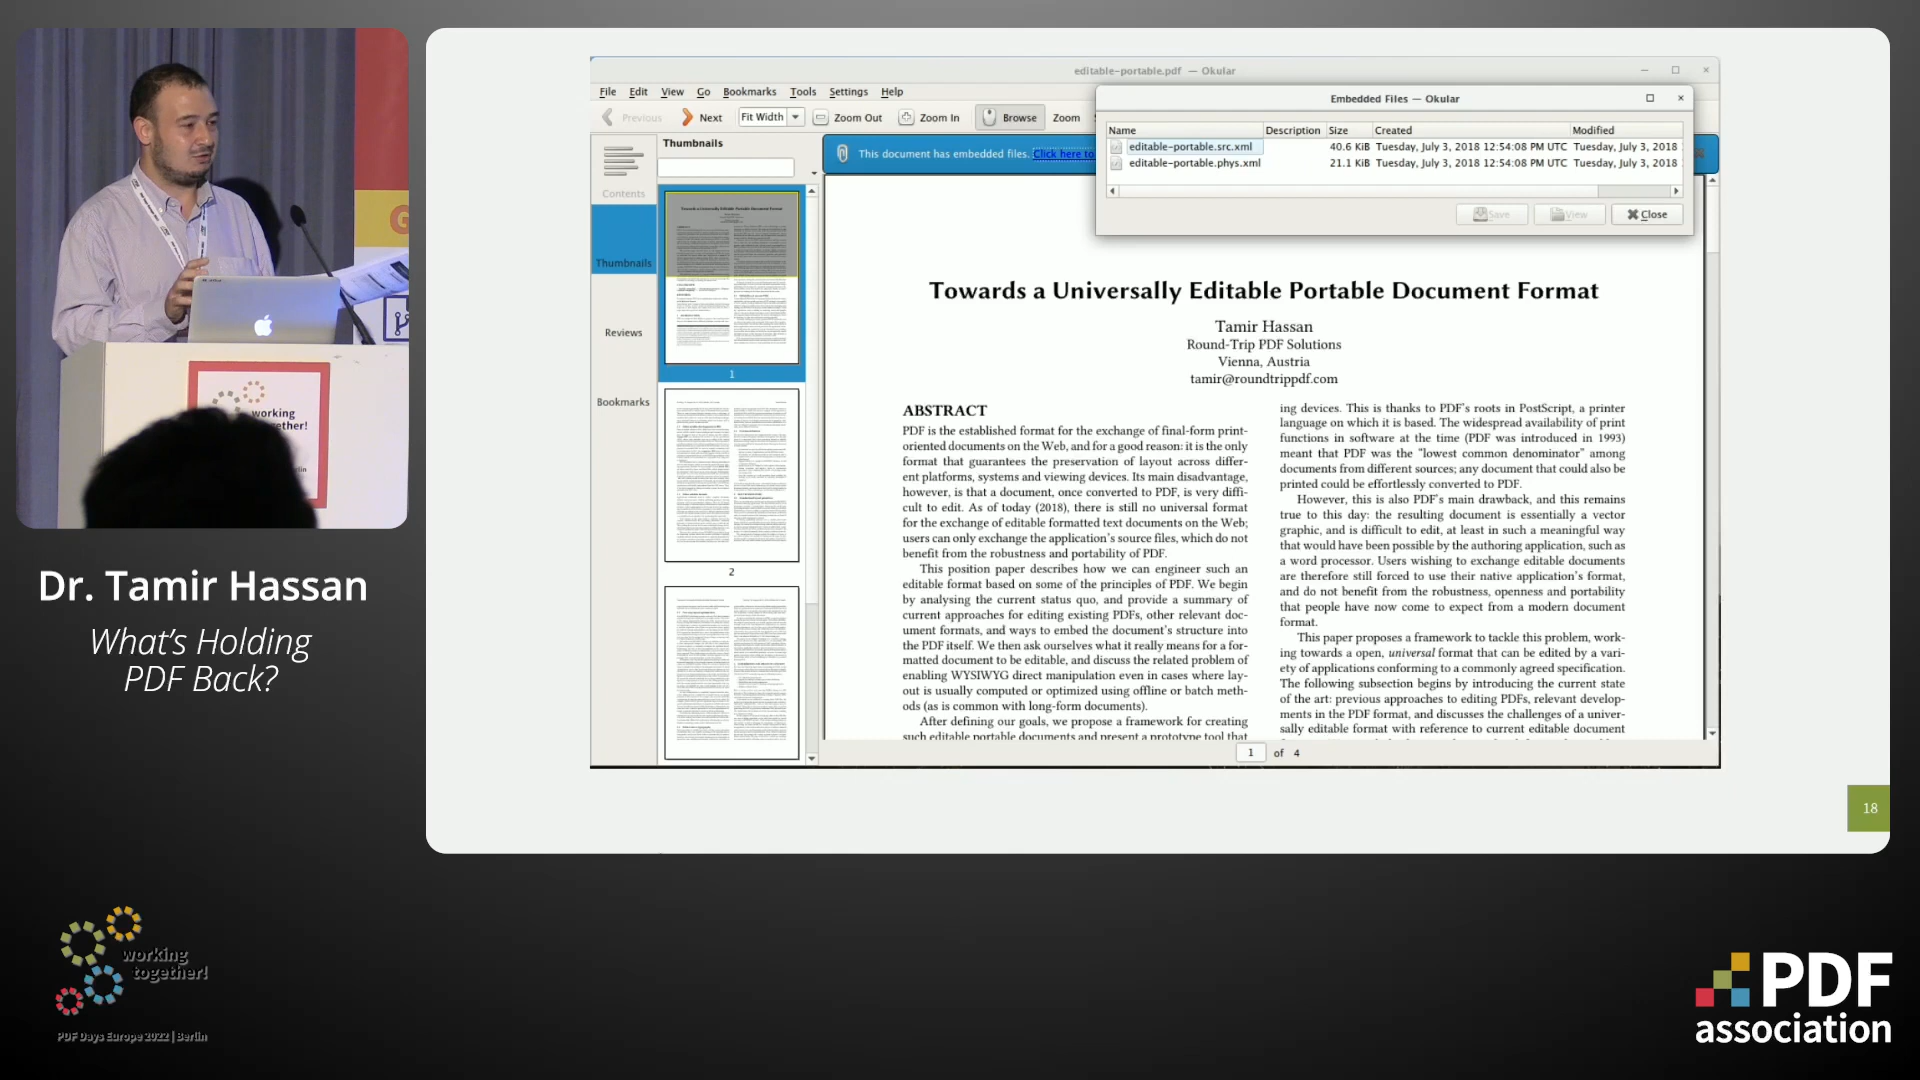 Dr. Tamir Hassan
What's Holding
PDF Back?
working
together!
PDF Days Europe 2022 | Berlin
PDF
association
working
gether!
editable-portable.pdf — Okular
File Edit View Go Bookmarks Tools Settings Help
Previous Next Fit Width Zoom Out Zoom In Browse Zoom
Embedded Files — Okular
Name Description Size Created Modified
editable-portable.src.xml 40.6 KiB Tuesday, July 3, 2018 12:54:08 PM UTC Tuesday, July 3, 2018
editable-portable.phys.xml 21.1 KiB Tuesday, July 3, 2018 12:54:08 PM UTC Tuesday, July 3, 2018
Save View Close
Contents
Thumbnails
Reviews
Bookmarks
Thumbnails
1
2
This document has embedded files. Click here to
Towards a Universally Editable Portable Document Format
Tamir Hassan
Round-Trip PDF Solutions
Vienna, Austria
tamir@roundtrippdf.com
ABSTRACT
PDF is the established format for the exchange of final-form print-
oriented documents on the Web, and for a good reason: it is the only
format that guarantees the preservation of layout across differ-
ent platforms, systems and viewing devices. Its main disadvantage,
however, is that a document, once converted to PDF, is very diffi-
cult to edit. As of today (2018), there is still no universal format
for the exchange of editable formatted text documents on the Web;
users can only exchange the application's source files, which do not
benefit from the robustness and portability of PDF.
This position paper describes how we can engineer such an
editable format based on some of the principles of PDF. We begin
by analysing the current status quo, and provide a summary of
current approaches for editing existing PDFs, other relevant doc-
ument formats, and ways to embed the document's structure into
the PDF itself. We then ask ourselves what it really means for a for-
matted document to be editable, and discuss the related problem of
enabling WYSIWYG direct manipulation even in cases where lay-
out is usually computed or optimized using offline or batch meth-
ods (as is common with long-form documents).
After defining our goals, we propose a framework for creating
such editable portable documents and present a prototype tool that
ing devices. This is thanks to PDF's roots in PostScript, a printer
language on which it is based. The widespread availability of print
functions in software at the time (PDF was introduced in 1993)
meant that PDF was the "lowest common denominator" among
documents from different sources; any document that could also be
printed could be effortlessly converted to PDF.
However, this is also PDF's main drawback, and this remains
true to this day: the resulting document is essentially a vector
graphic, and is difficult to edit, at least in such a meaningful way
that would have been possible by the authoring application, such as
a word processor. Users wishing to exchange editable documents
are therefore still forced to use their native application's format,
and do not benefit from the robustness, openness and portability
that people have now come to expect from a modern document
format.
This paper proposes a framework to tackle this problem, work-
ing towards a open, universal format that can be edited by a vari-
ety of applications conforming to a commonly agreed specification.
The following subsection begins by introducing the current state
of the art: previous approaches to editing PDFs, relevant develop-
ments in the PDF format, and discusses the challenges of a univer-
sally editable format with reference to current editable document
1 of 4
18